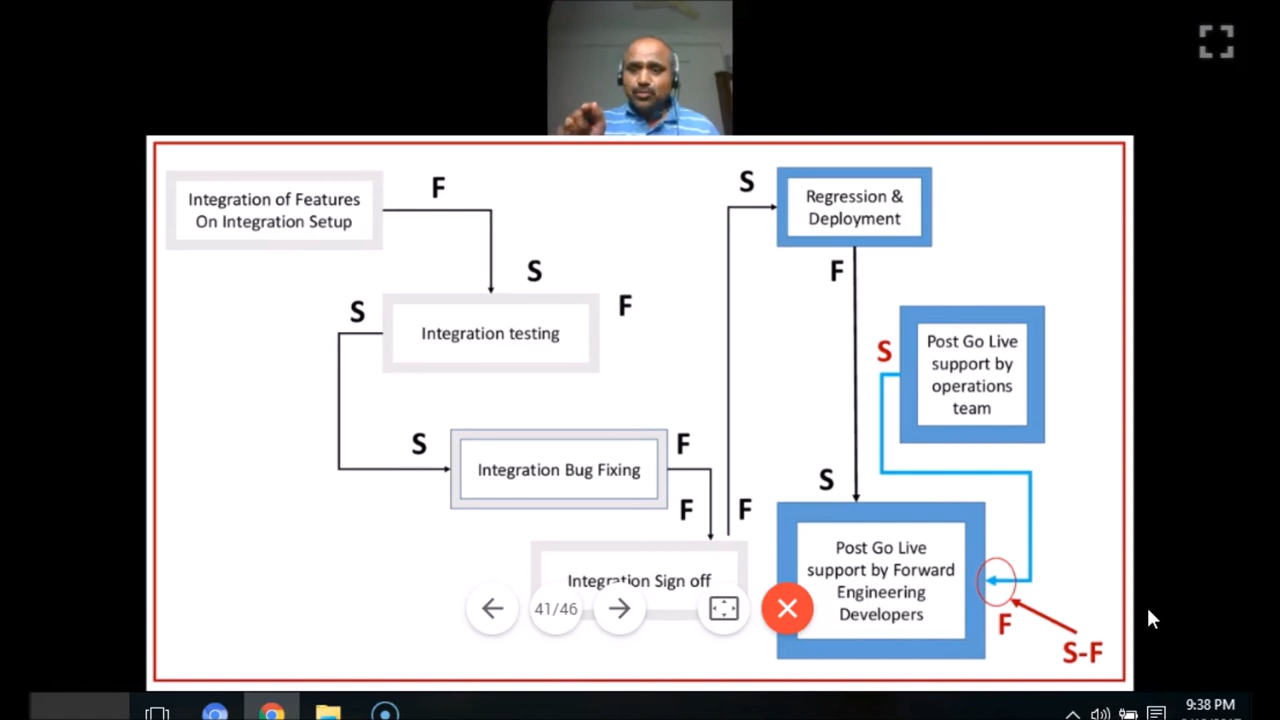 Integration of Features
On Integration Setup
F
S
Integration testing
F
S
S
Integration Bug Fixing
F
F
F
Integration Sign off
S
Regression &
Deployment
F
S
Post Go Live
support by
operations
team
S
Post Go Live
support by Forward
Engineering
Developers
F
S-F
41/46
9:38 PM